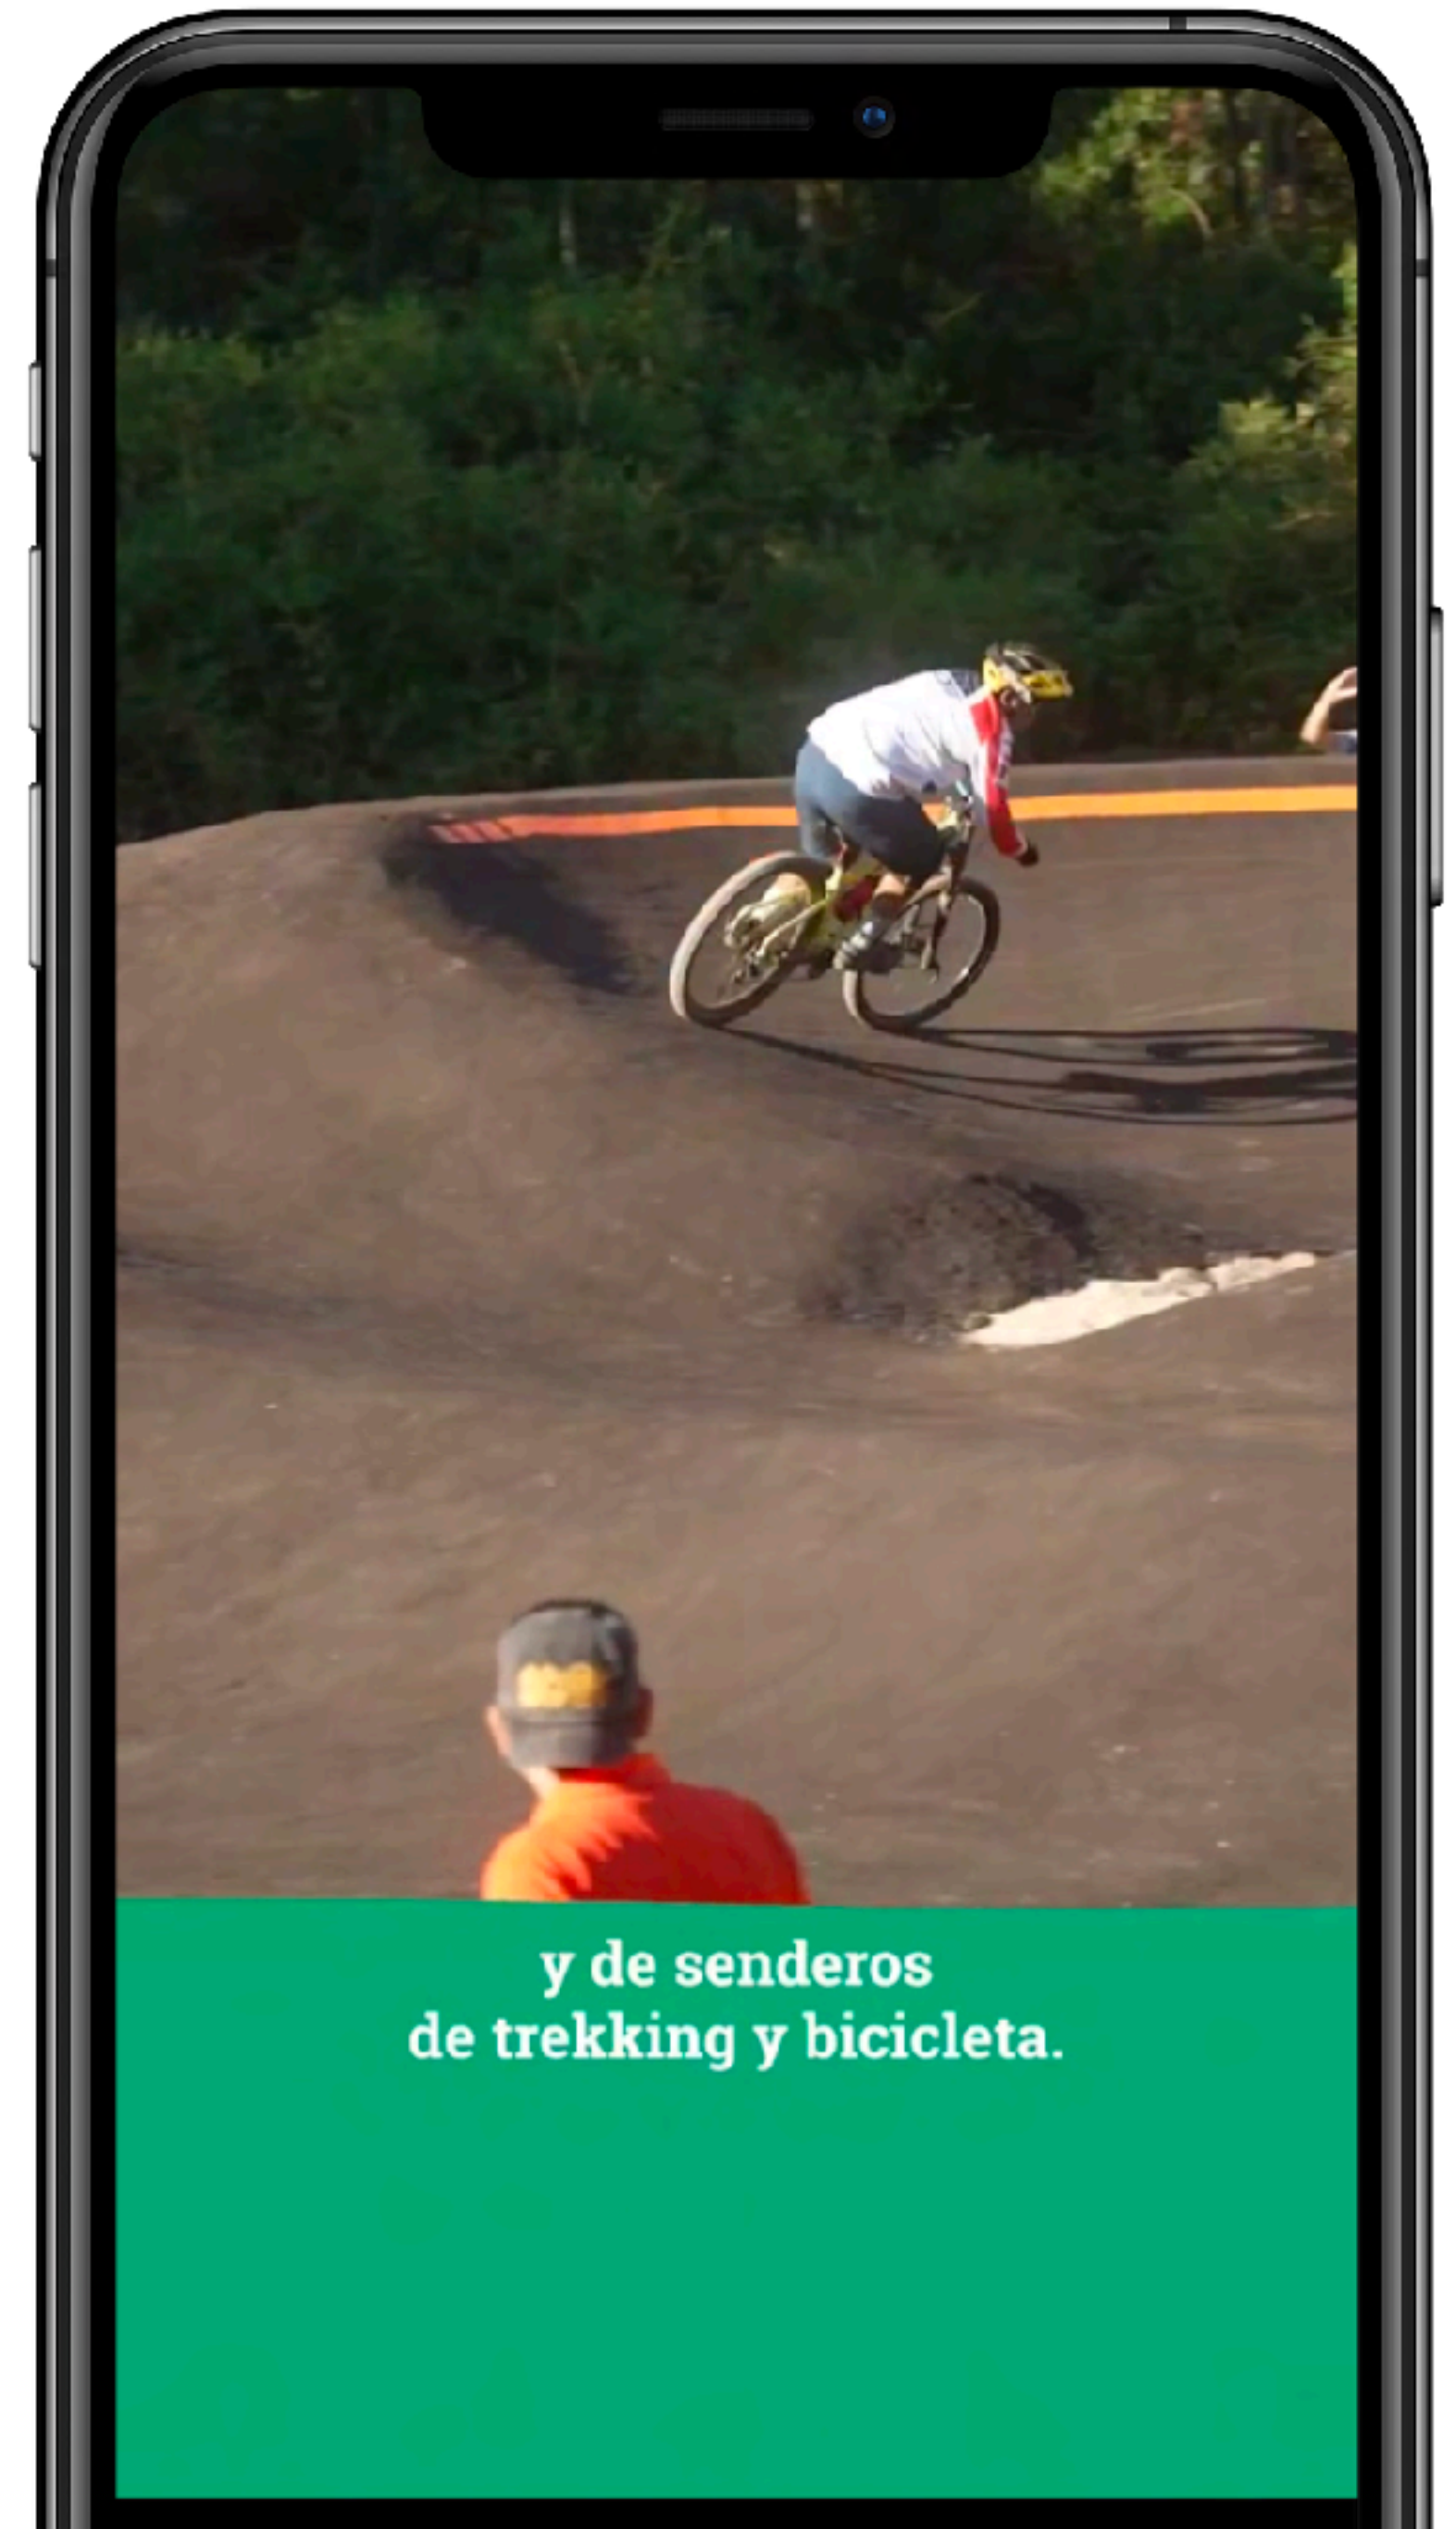 y de senderos
de trekking y bicicleta.